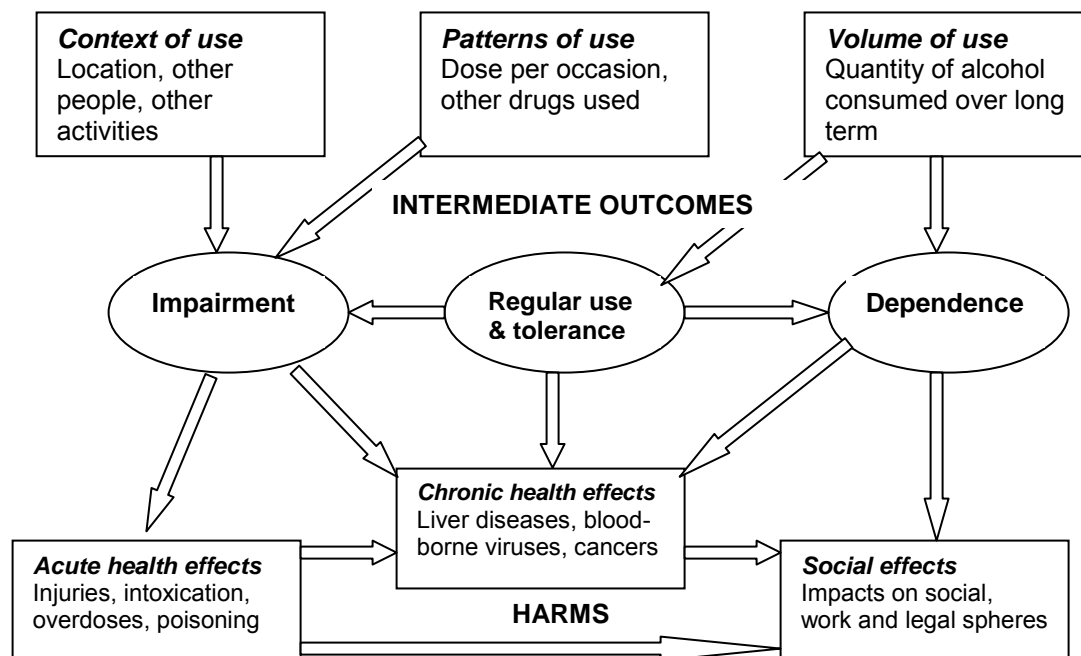 Context of use
Location, other
people, other
activities
Patterns of use
Dose per occasion,
other drugs used
Volume of use
Quantity of alcohol
consumed over long
term
INTERMEDIATE OUTCOMES
Impairment
Regular use
& tolerance
Dependence
Chronic health effects
Liver diseases, blood-
borne viruses, cancers
Acute health effects
Injuries, intoxication,
overdoses, poisoning
Social effects
Impacts on social,
work and legal spheres
HARMS